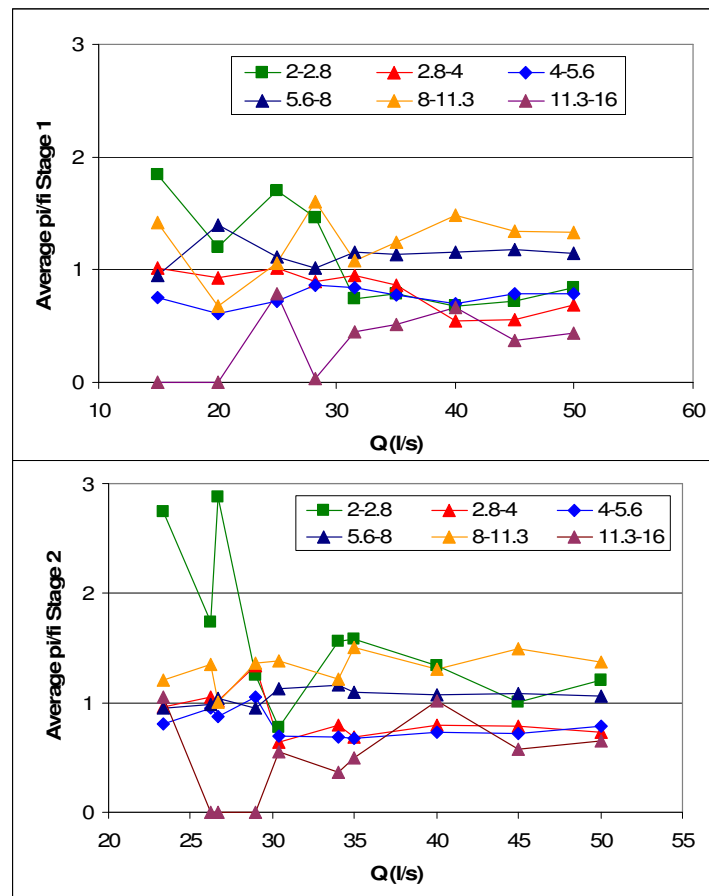 3
2-2.8 2.8-4 4-5.6
5.6-8 8-11.3 11.3-16
2
1
0
Average pi/fi Stage 1
10 20 30 40 50 60
Q (l/s)
3
2-2.8 2.8-4 4-5.6
5.6-8 8-11.3 11.3-16
2
1
0
Average pi/fi Stage 2
20 25 30 35 40 45 50 55
Q (l/s)